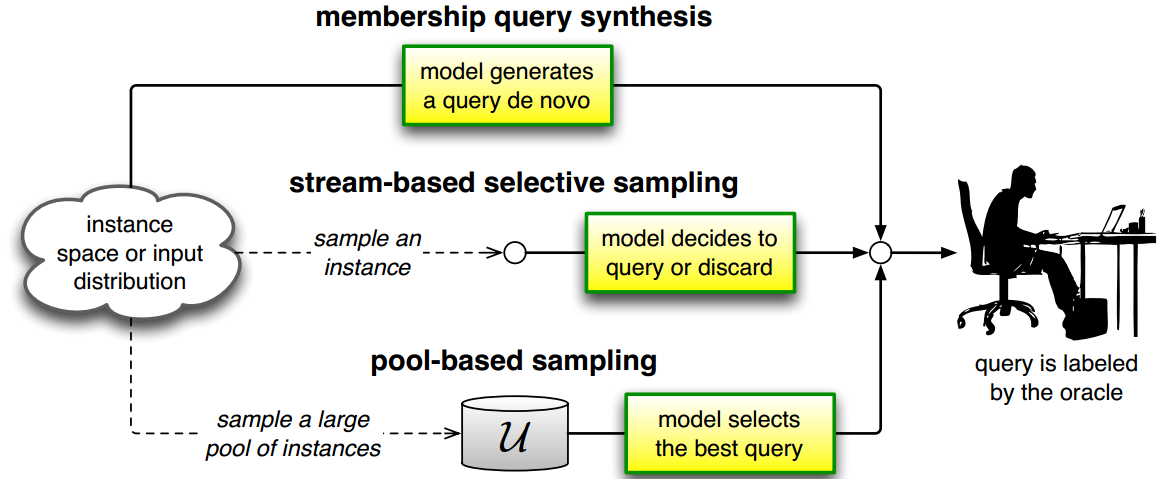 membership query synthesis
model generates
a query de novo
stream-based selective sampling
instance
space or input
distribution
sample an
instance
model decides to
query or discard
pool-based sampling
sample a large
pool of instances
U
model selects
the best query
query is labeled
by the oracle